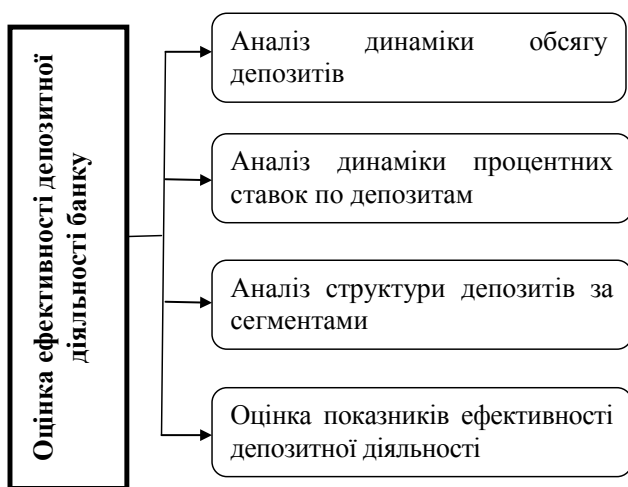 Оцінка ефективності депозитної
діяльності банку
Аналіз динаміки обсягу
депозитів
Аналіз динаміки процентних
ставок по депозитам
Аналіз структури депозитів за
сегментами
Оцінка показників ефективності
депозитної діяльності